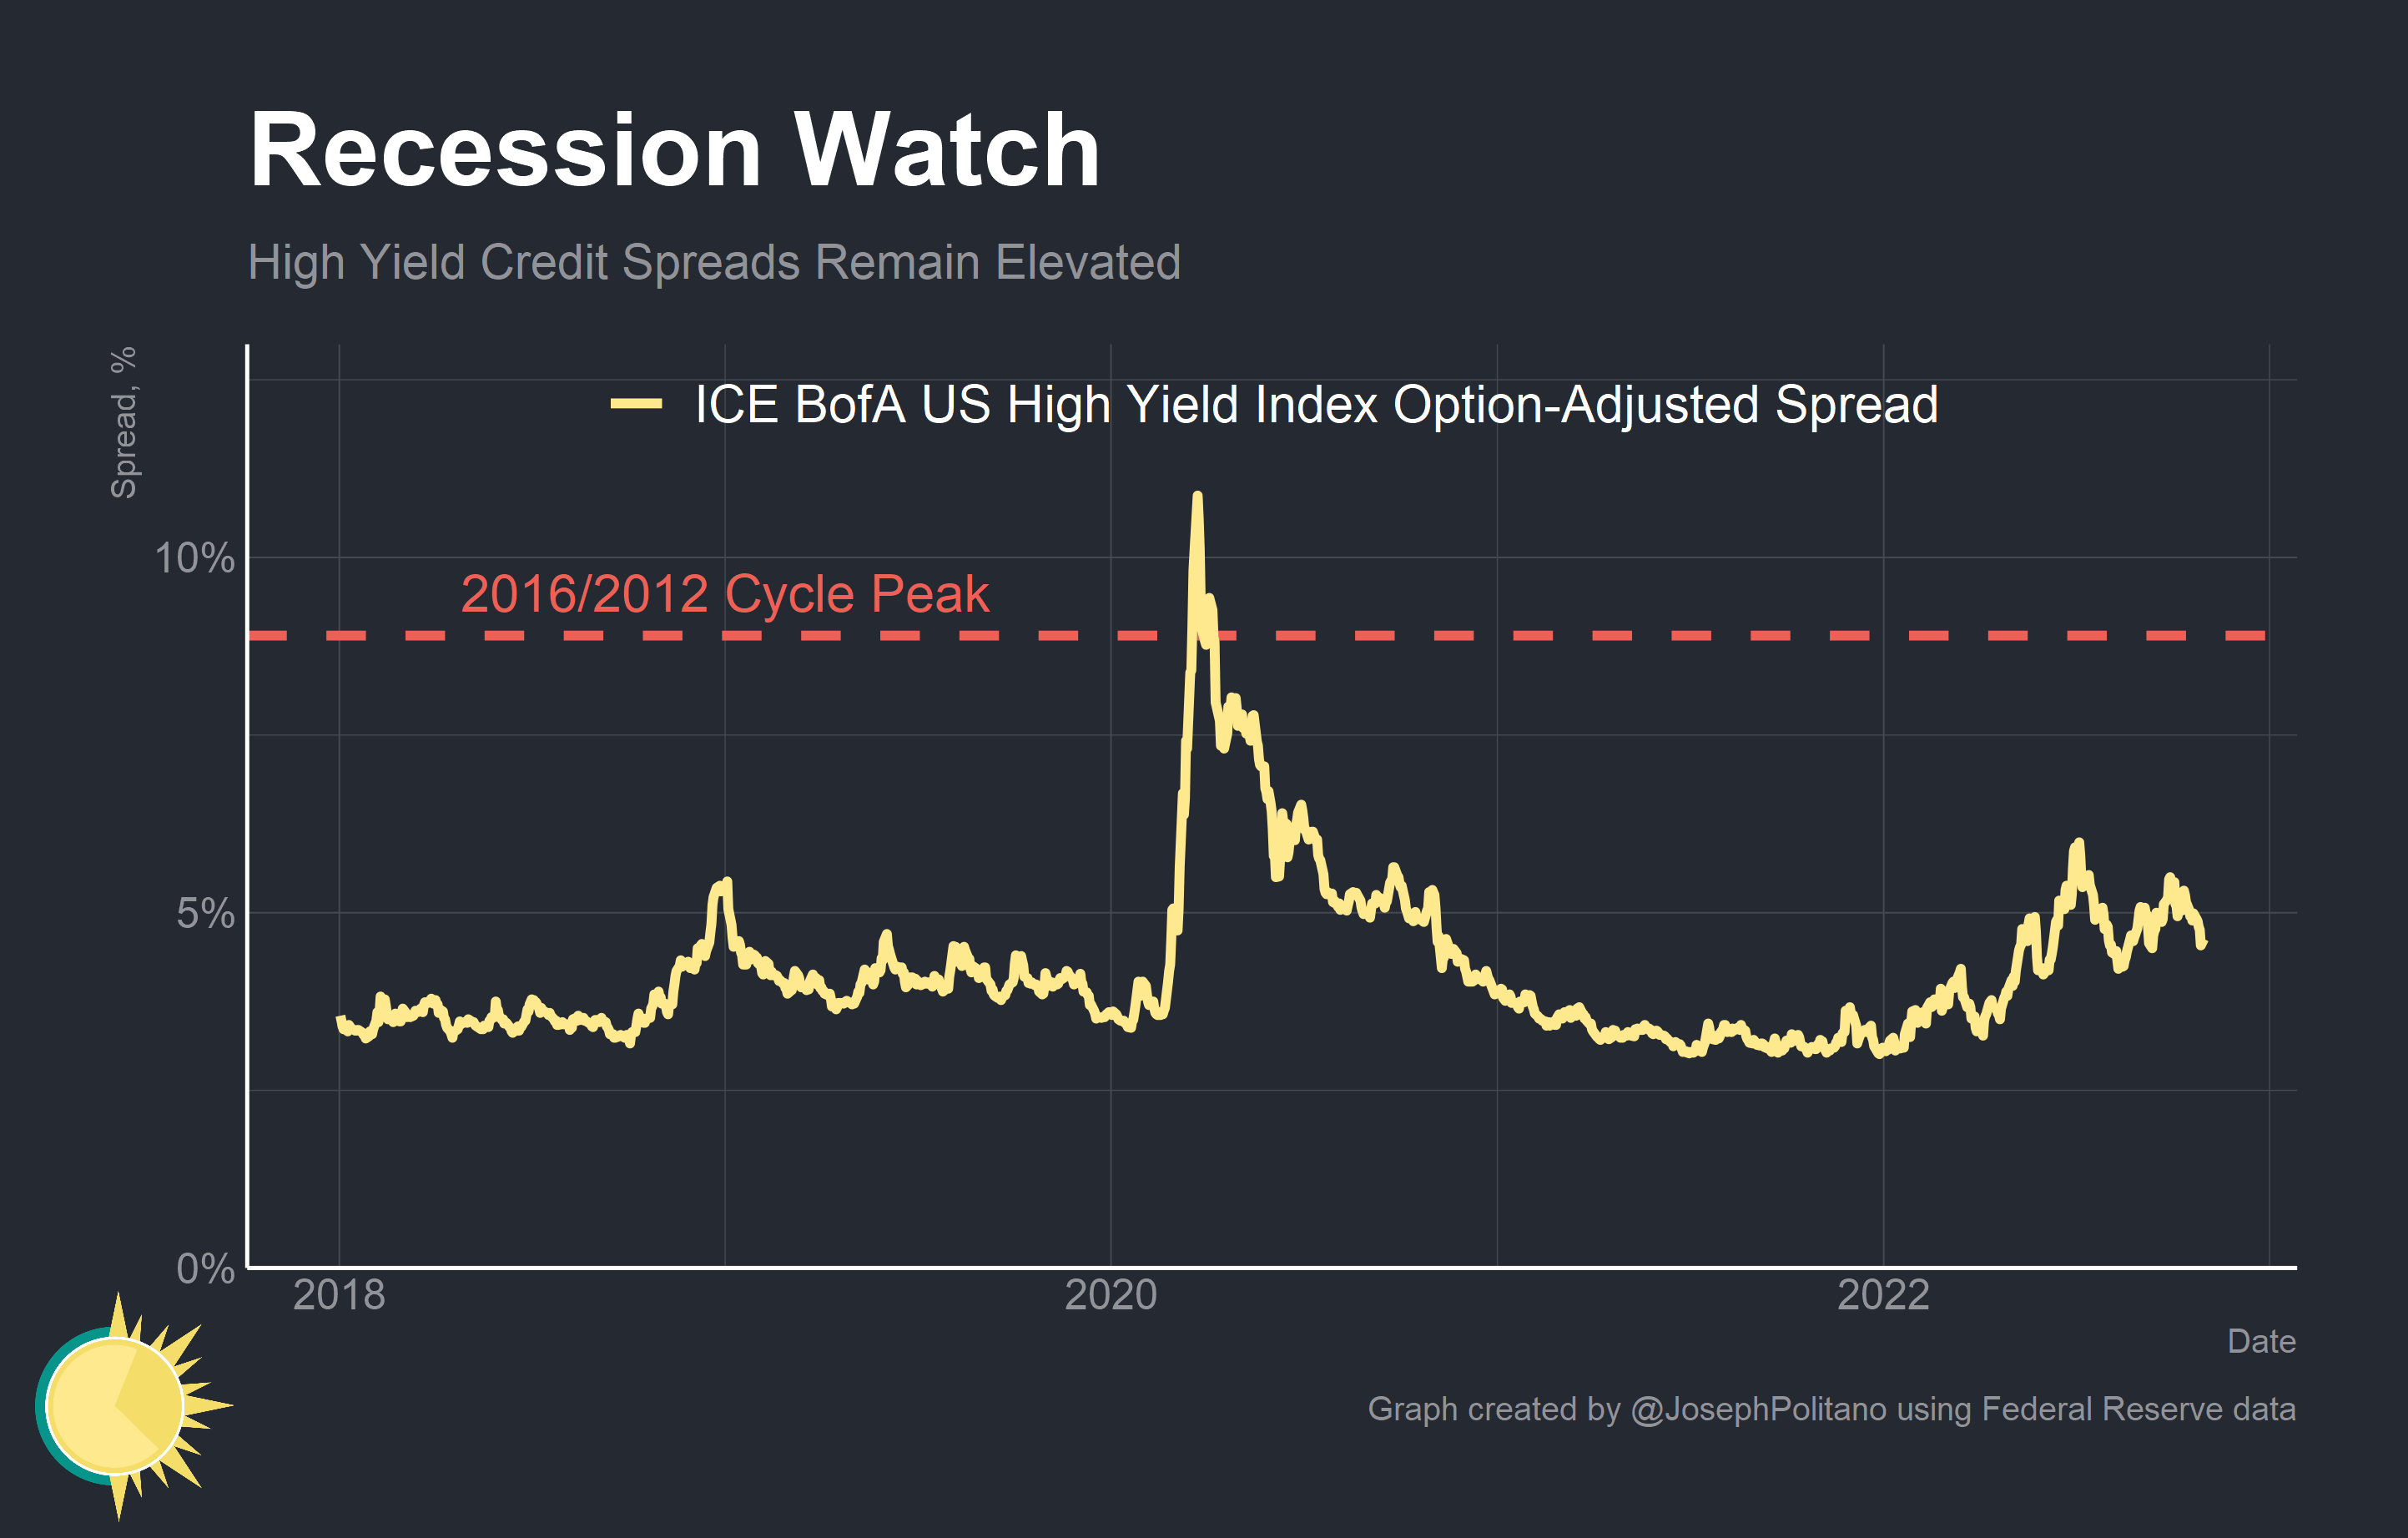 Recession Watch
High Yield Credit Spreads Remain Elevated
Spread, %
ICE BofA US High Yield Index Option-Adjusted Spread
10%
2016/2012 Cycle Peak
5%
0%
2018
2020
2022
Date
Graph created by @JosephPolitano using Federal Reserve data